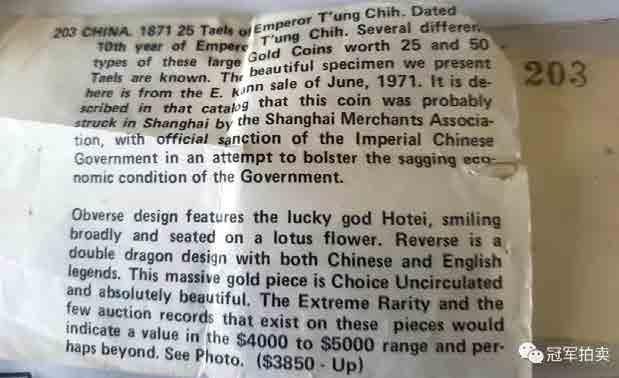 203 CHINA. 1871 25 Taels of Emperor T'ung Chih. Dated
10th year of Emperor T'ung Chih. Several differen
types of these large Gold Coins worth 25 and 50
Taels are known. The beautiful specimen we present
here is from the E. Kann sale of June, 1971. It is de-
scribed in that catalog that this coin was probably
struck in Shanghai by the Shanghai Merchants Associa-
tion, with official sanction of the Imperial Chinese
Government in an attempt to bolster the sagging eco-
nomic condition of the Government.
Obverse design features the lucky god Hotei, smiling
broadly and seated on a lotus flower. Reverse is a
double dragon design with both Chinese and English
legends. This massive gold piece is Choice Uncirculated
and absolutely beautiful. The Extreme Rarity and the
few auction records that exist on these pieces would
indicate a value in the $4000 to $5000 range and per-
haps beyond. See Photo. ($3850 - Up)
203
冠军拍卖